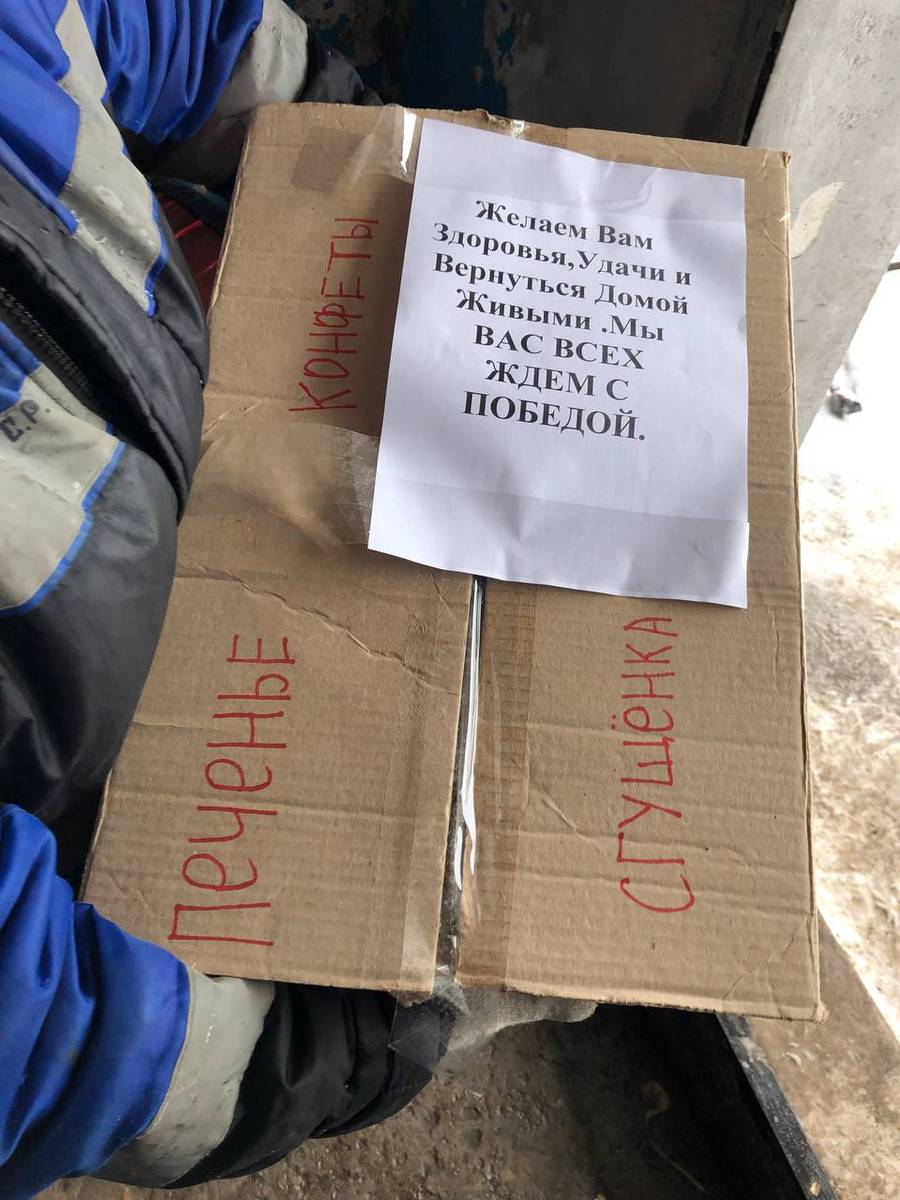 Желаем Вам
Здоровья,Удачи и
Вернуться Домой
Живыми .Мы
ВАС ВСЕХ
ЖДЕМ С
ПОБЕДОЙ.
КОНФЕТЫ
ПЕЧЕНЬЕ
СГУЩЁНКА
Е.Р.